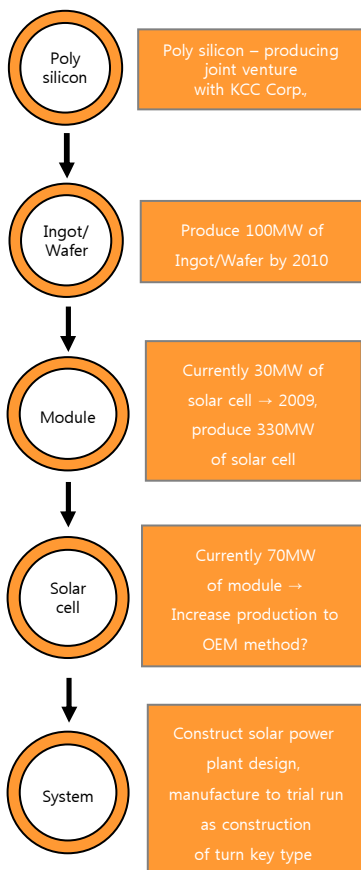 Poly
silicon
Poly silicon – producing
joint venture
with KCC Corp.,
Ingot/
Wafer
Produce 100MW of
Ingot/Wafer by 2010
Module
Currently 30MW of
solar cell → 2009,
produce 330MW
of solar cell
Solar
cell
Currently 70MW
of module →
Increase production to
OEM method?
System
Construct solar power
plant design,
manufacture to trial run
as construction
of turn key type